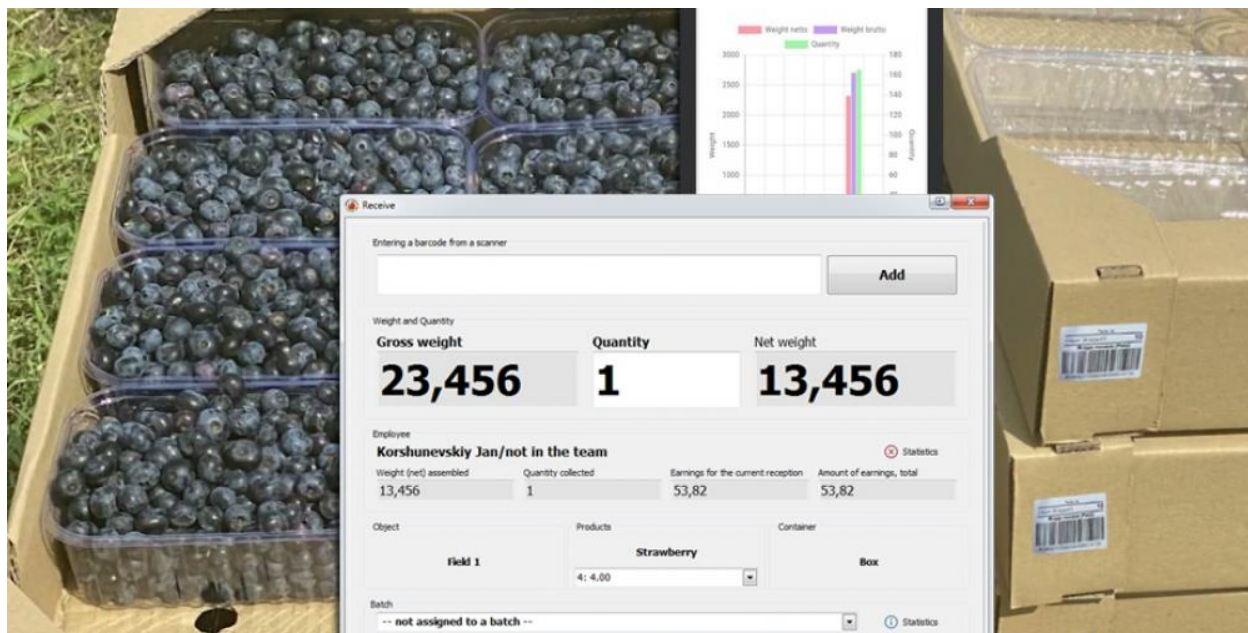 Weight netto Weight brutto
Quantity
3000 180
2500 160
140
2000 120
1500 100
80
1000 60
Weight
Quantity
Receive
Entering a barcode from a scanner
Add
Weight and Quantity
Gross weight Quantity Net weight
23,456 1 13,456
Employee
Korshunevskiy Jan/not in the team Statistics
Weight (net) assembled Quantity collected Earnings for the current reception Amount of earnings, total
13,456 1 53,82 53,82
Object Products Container
Field 1 Strawberry Box
4: 4.00
Batch
-- not assigned to a batch -- Statistics